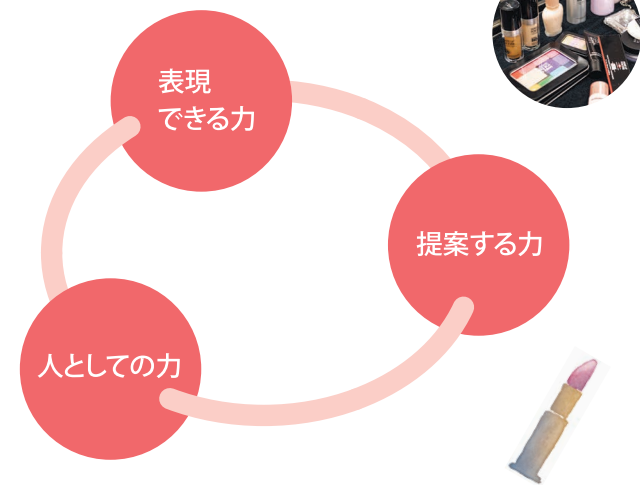 表現
できる力
提案する力
人としての力